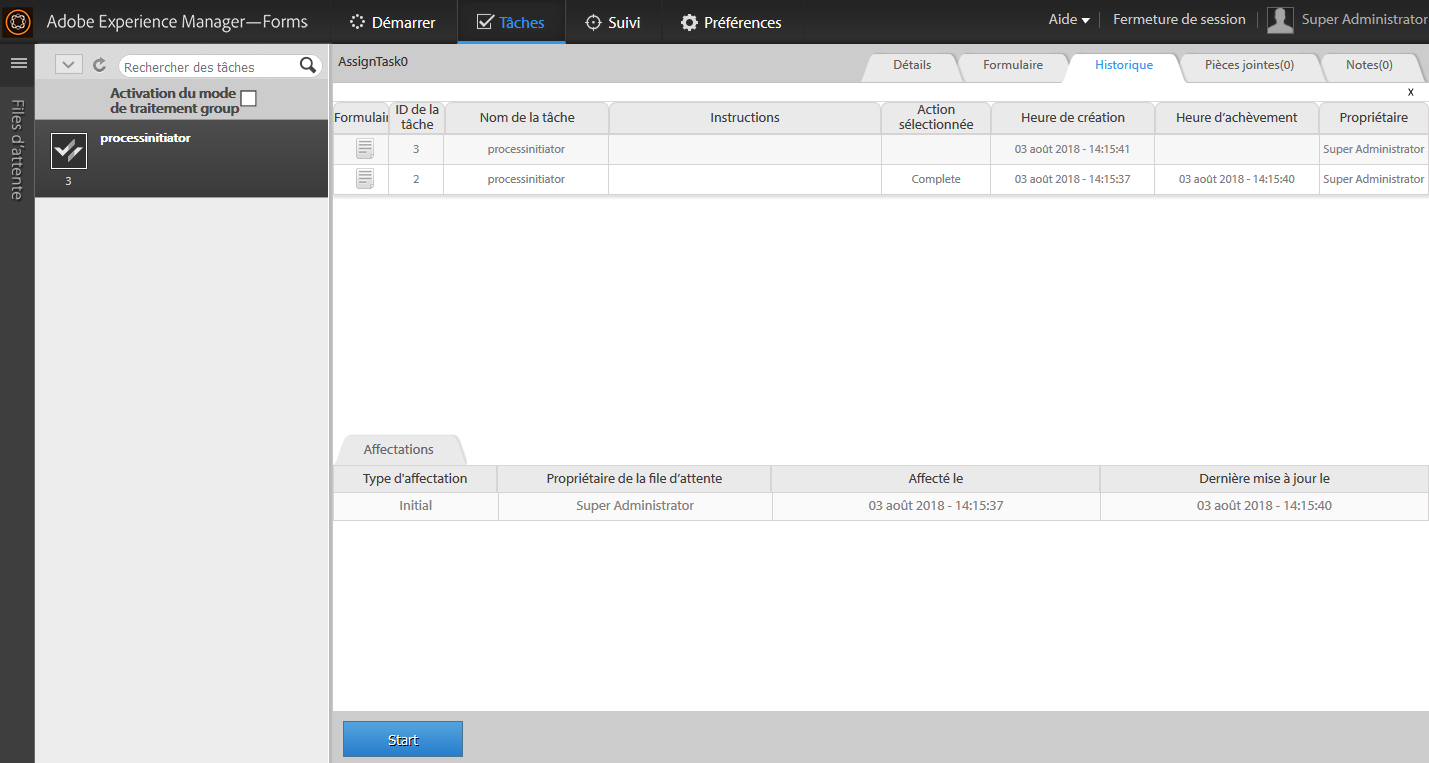 Adobe Experience Manager—Forms
Démarrer
Tâches
Suivi
Préférences
Aide
Fermeture de session
Super Administrator
Files d'attente
Rechercher des tâches
Activation du mode
de traitement group
processinitiator
3
AssignTask0
Détails
Formulaire
Historique
Pièces jointes(0)
Notes(0)
x
Formulair
ID de la
tâche
Nom de la tâche
Instructions
Action
sélectionnée
Heure de création
Heure d'achèvement
Propriétaire
3 processinitiator 03 août 2018 - 14:15:41 Super Administrator
2 processinitiator Complete 03 août 2018 - 14:15:37 03 août 2018 - 14:15:40 Super Administrator
Affectations
Type d'affectation Propriétaire de la file d'attente Affecté le Dernière mise à jour le
Initial Super Administrator 03 août 2018 - 14:15:37 03 août 2018 - 14:15:40
Start